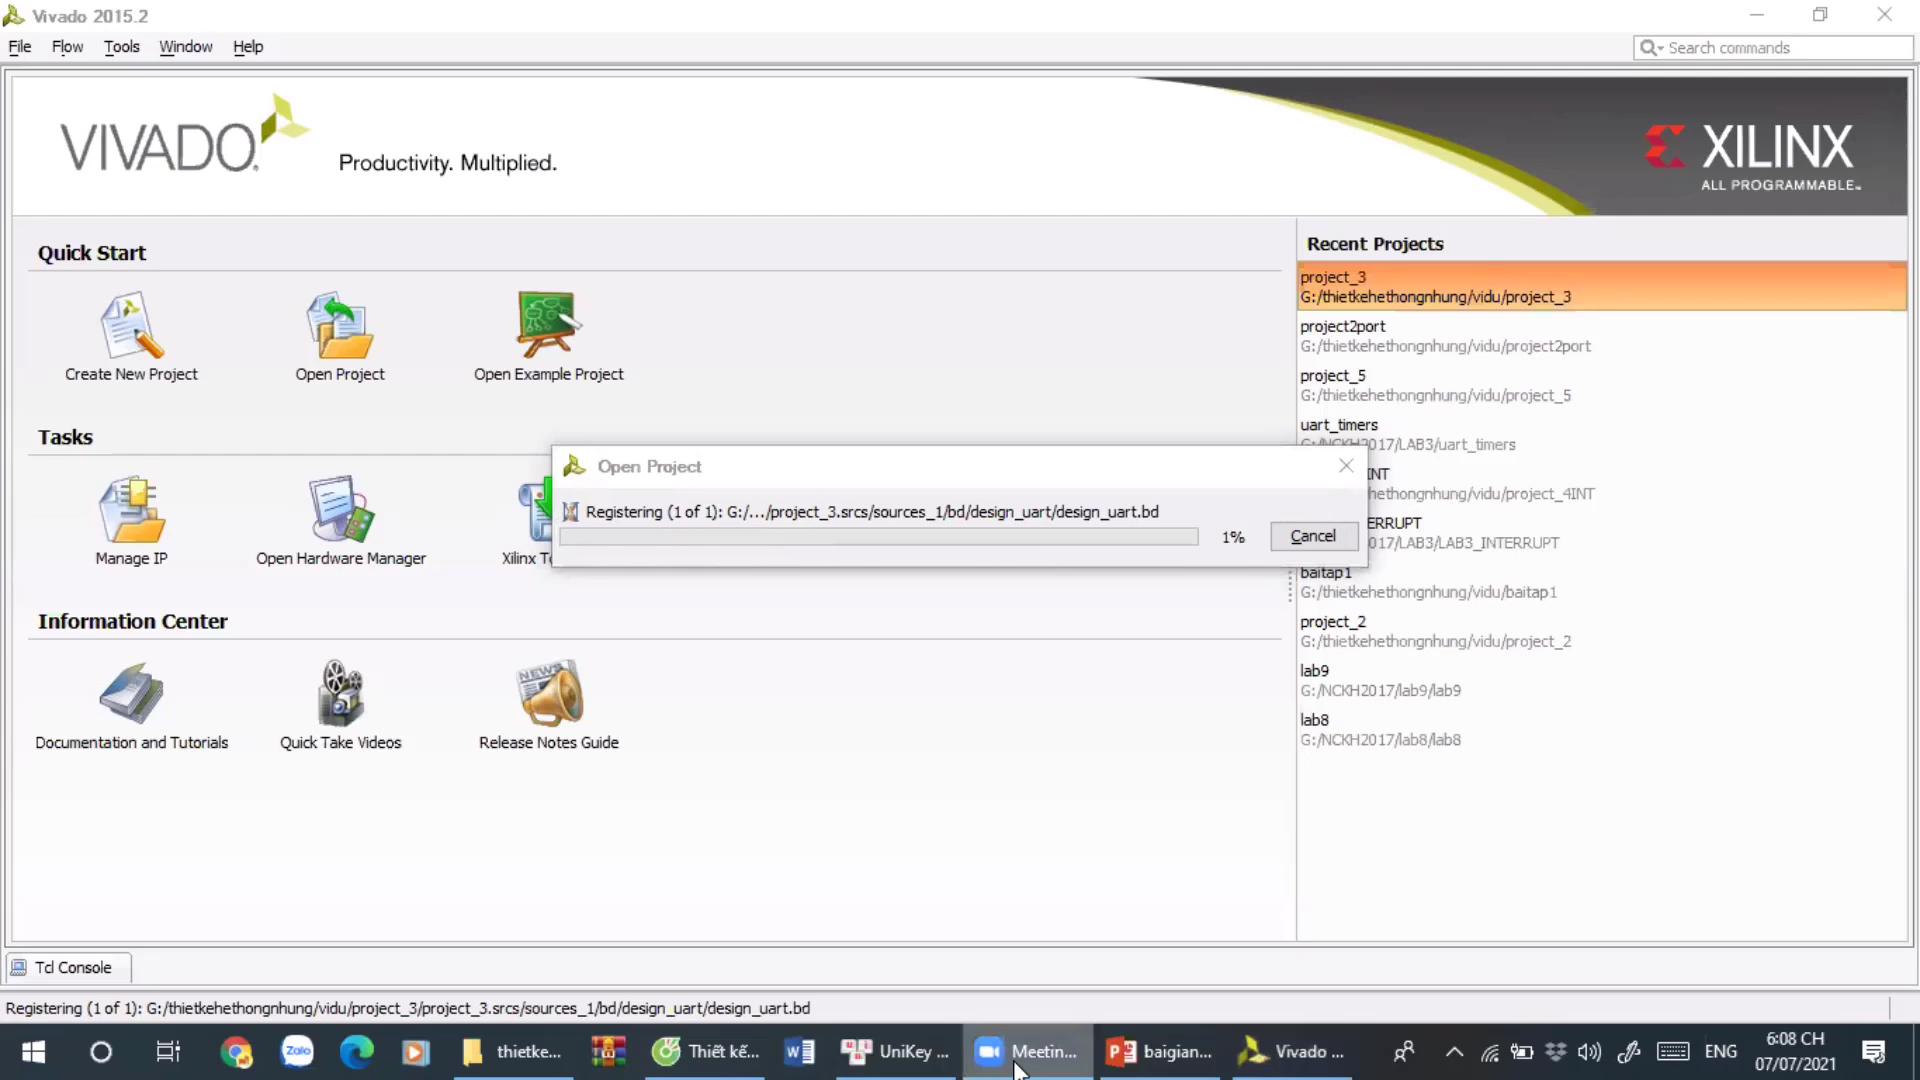 Vivado 2015.2
File Flow Tools Window Help
Search commands
VIVADO.
Productivity. Multiplied.
XILINX
ALL PROGRAMMABLE™
Quick Start
Create New Project
Open Project
Open Example Project
Tasks
Manage IP
Open Hardware Manager
Xilinx T
Information Center
Documentation and Tutorials
Quick Take Videos
Release Notes Guide
Open Project
Registering (1 of 1): G:/.../project_3.srcs/sources_1/bd/design_uart/design_uart.bd
1%
Cancel
Recent Projects
project_3
G:/thietkehethongnhung/vidu/project_3
project2port
G:/thietkehethongnhung/vidu/project2port
project_5
G:/thietkehethongnhung/vidu/project_5
uart_timers
G:/NCKH2017/LAB3/uart_timers
INT
hethongnhung/vidu/project_4INT
ERRUPT
017/LAB3/LAB3_INTERRUPT
baitap1
G:/thietkehethongnhung/vidu/baitap1
project_2
G:/thietkehethongnhung/vidu/project_2
lab9
G:/NCKH2017/lab9/lab9
lab8
G:/NCKH2017/lab8/lab8
Tcl Console
Registering (1 of 1): G:/thietkehethongnhung/vidu/project_3/project_3.srcs/sources_1/bd/design_uart/design_uart.bd
Zalo
thietke...
Thiết kế...
UniKey ...
Meetin...
baigian...
Vivado ...
ENG
6:08 CH
07/07/2021